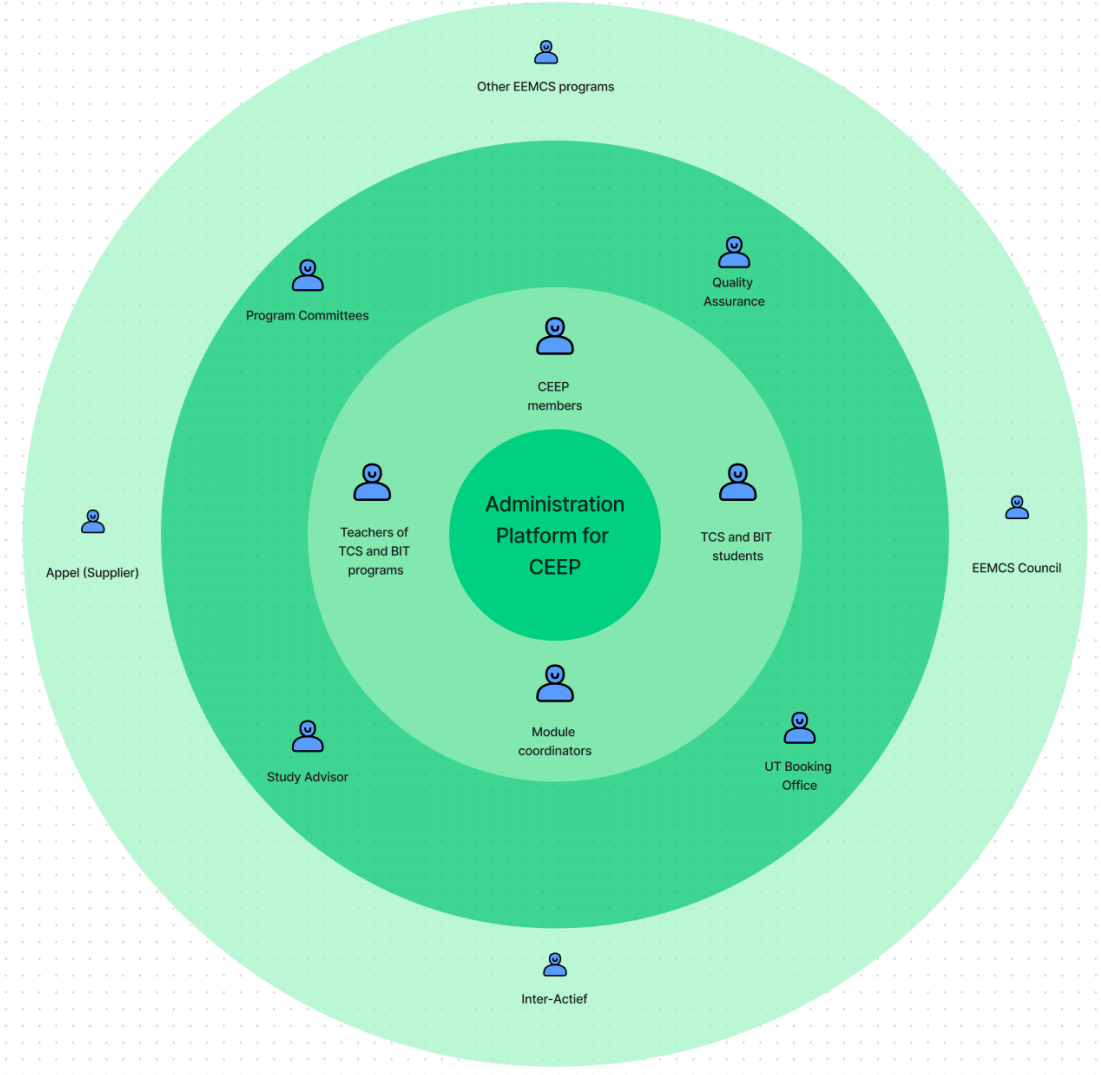 Other EEMCS programs
Quality
Assurance
Program Committees
CEEP
members
Administration
Platform for
CEEP
Teachers of
TCS and BIT
programs
TCS and BIT
students
Appel (Supplier)
EEMCS Council
Module
coordinators
Study Advisor
UT Booking
Office
Inter-Actief